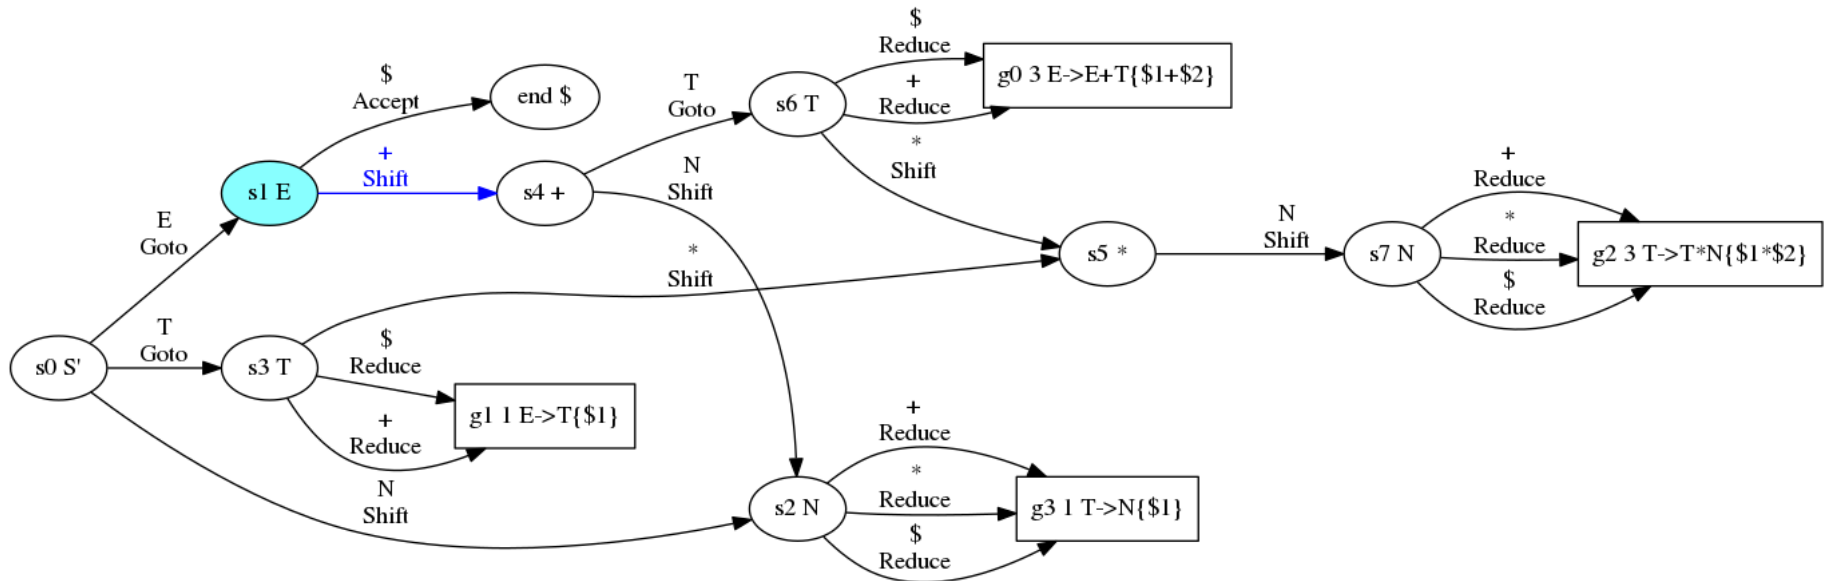 $
Reduce
g0 3 E->E+T{$1+$2}
+
Reduce
s6 T
T
Goto
$
Accept
end $
*
Shift
+
Shift
s1 E
s4 +
N
Shift
E
Goto
*
Shift
s5 *
N
Shift
s7 N
+
Reduce
*
Reduce
$
Reduce
g2 3 T->T*N{$1*$2}
s0 S'
T
Goto
s3 T
$
Reduce
+
Reduce
g1 1 E->T{$1}
N
Shift
s2 N
+
Reduce
*
Reduce
$
Reduce
g3 1 T->N{$1}